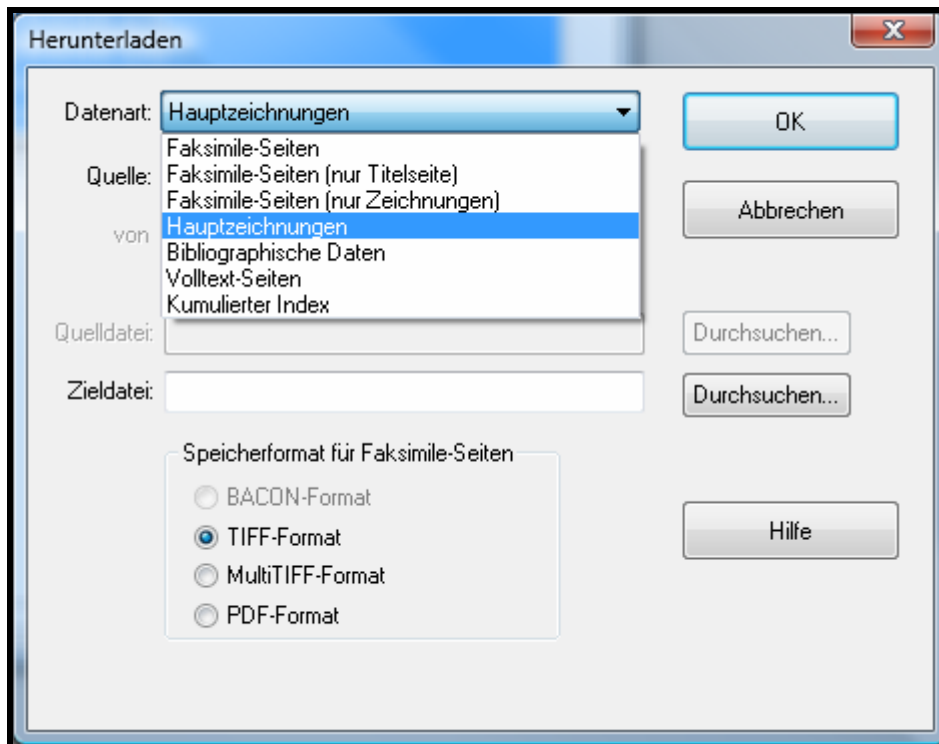 Herunterladen
Datenart: Hauptzeichnungen
OK
Faksimile-Seiten
Quelle: Faksimile-Seiten (nur Titelseite)
Faksimile-Seiten (nur Zeichnungen)
Abbrechen
von Hauptzeichnungen
Bibliographische Daten
Volltext-Seiten
Kumulierter Index
Quelldatei: Durchsuchen...
Zieldatei: Durchsuchen...
Speicherformat für Faksimile-Seiten
BACON-Format
TIFF-Format
Hilfe
MultiTIFF-Format
PDF-Format